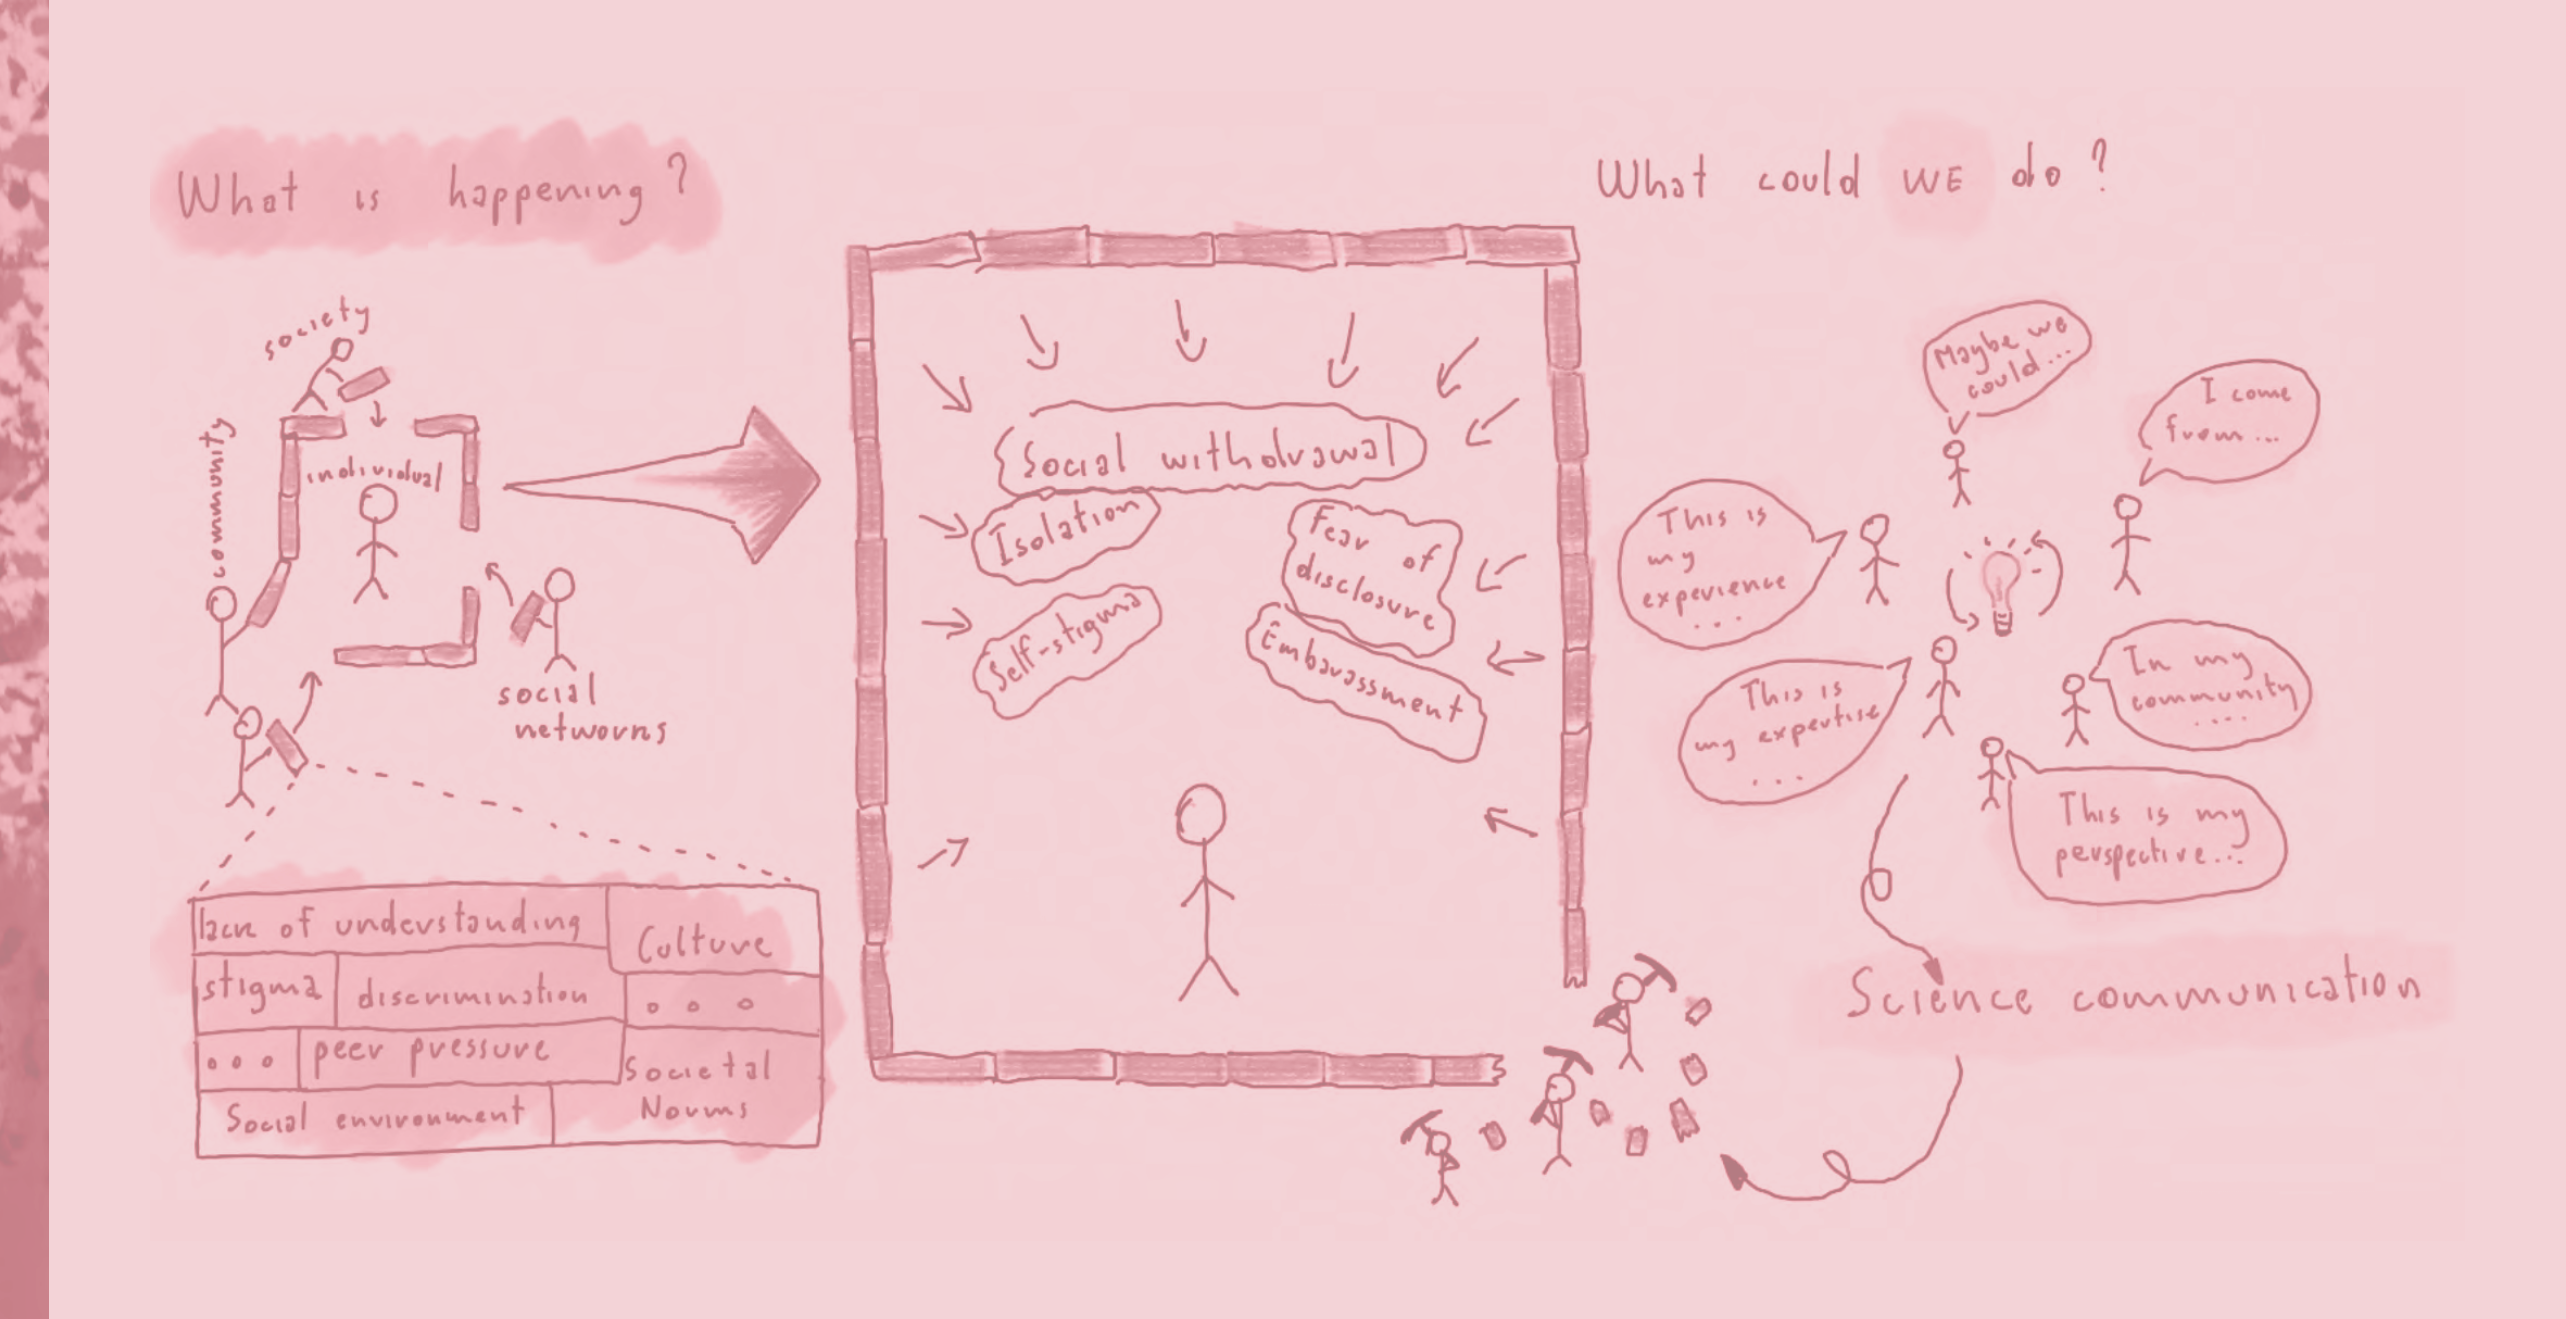 What is happening?
society
community
individual
social
networks
lack of understanding
Culture
stigma
discrimination
o o o
o o o
peer pressure
Societal
Norms
Social environment
Social withdrawal
Isolation
Fear
of
disclosure
Self-stigma
Embarassment
What could WE do?
Maybe we
could...
I come
from...
This is
my
experience
...
This is
my expertise
...
In my
community
....
This is my
perspective...
Science communication